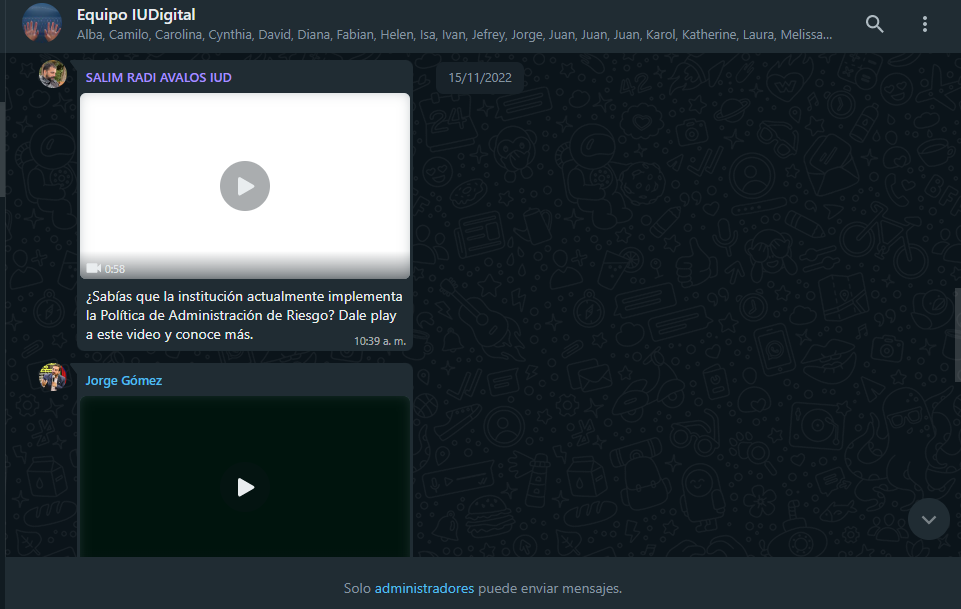 Equipo IUDigital
Alba, Camilo, Carolina, Cynthia, David, Diana, Fabian, Helen, Isa, Ivan, Jefrey, Jorge, Juan, Juan, Juan, Karol, Katherine, Laura, Melissa...
SALIM RADI AVALOS IUD
15/11/2022
0:58
¿Sabías que la institución actualmente implementa
la Política de Administración de Riesgo? Dale play
a este video y conoce más.
10:39 a. m.
Jorge Gómez
Solo administradores puede enviar mensajes.